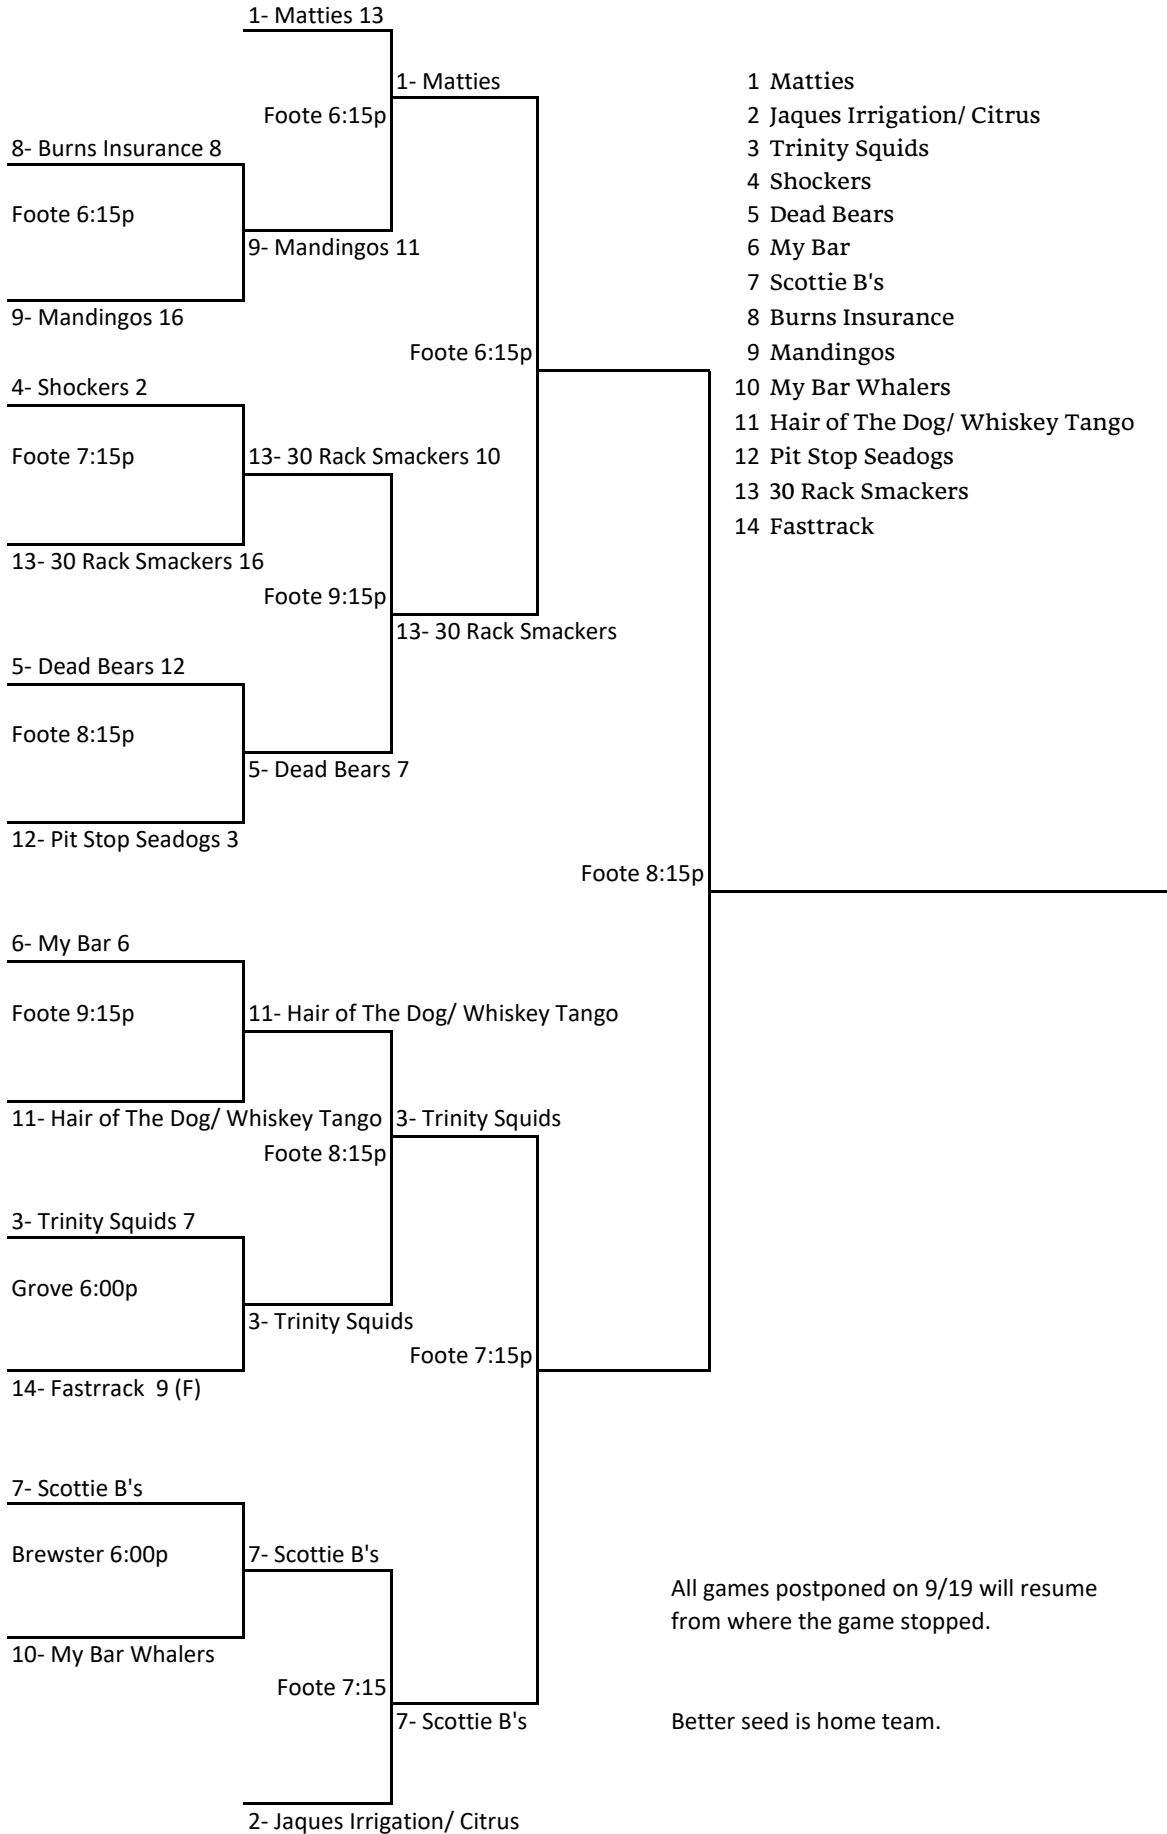 1- Matties 13
1- Matties
Foote 6:15p
8- Burns Insurance 8
Foote 6:15p
9- Mandingos 11
9- Mandingos 16
Foote 6:15p
4- Shockers 2
Foote 7:15p
13- 30 Rack Smackers 10
13- 30 Rack Smackers 16
Foote 9:15p
13- 30 Rack Smackers
5- Dead Bears 12
Foote 8:15p
5- Dead Bears 7
12- Pit Stop Seadogs 3
Foote 8:15p
6- My Bar 6
Foote 9:15p
11- Hair of The Dog/ Whiskey Tango
11- Hair of The Dog/ Whiskey Tango
3- Trinity Squids
Foote 8:15p
3- Trinity Squids 7
Grove 6:00p
3- Trinity Squids
Foote 7:15p
14- Fastrrack  9 (F)
7- Scottie B's
Brewster 6:00p
7- Scottie B's
10- My Bar Whalers
Foote 7:15
7- Scottie B's
2- Jaques Irrigation/ Citrus
1 Matties
2 Jaques Irrigation/ Citrus
3 Trinity Squids
4 Shockers
5 Dead Bears
6 My Bar
7 Scottie B's
8 Burns Insurance
9 Mandingos
10 My Bar Whalers
11 Hair of The Dog/ Whiskey Tango
12 Pit Stop Seadogs
13 30 Rack Smackers
14 Fasttrack
All games postponed on 9/19 will resume
from where the game stopped.
Better seed is home team.